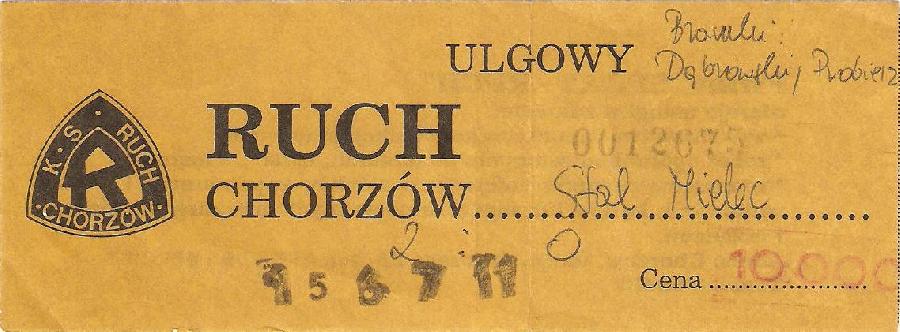 Bramki:
ULGOWY Dąbrowski, Probierz
K·S·RUCH
·CHORZÓW·
RUCH
0012675
CHORZÓW Stal Mielec
2 : 0
5 6 7 11
Cena 10.000